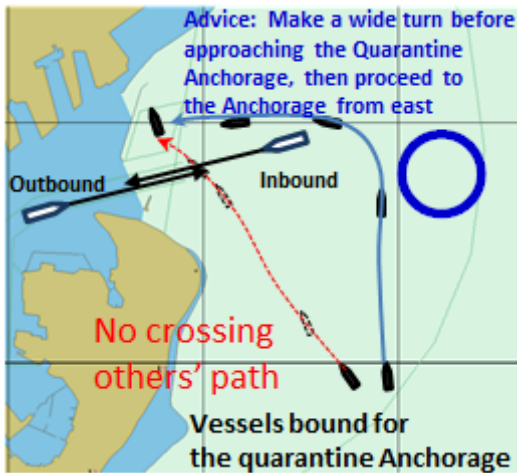 Advice: Make a wide turn before
approaching the Quarantine
Anchorage, then proceed to
the Anchorage from east
Outbound
Inbound
No crossing
others' path
Vessels bound for
the quarantine Anchorage